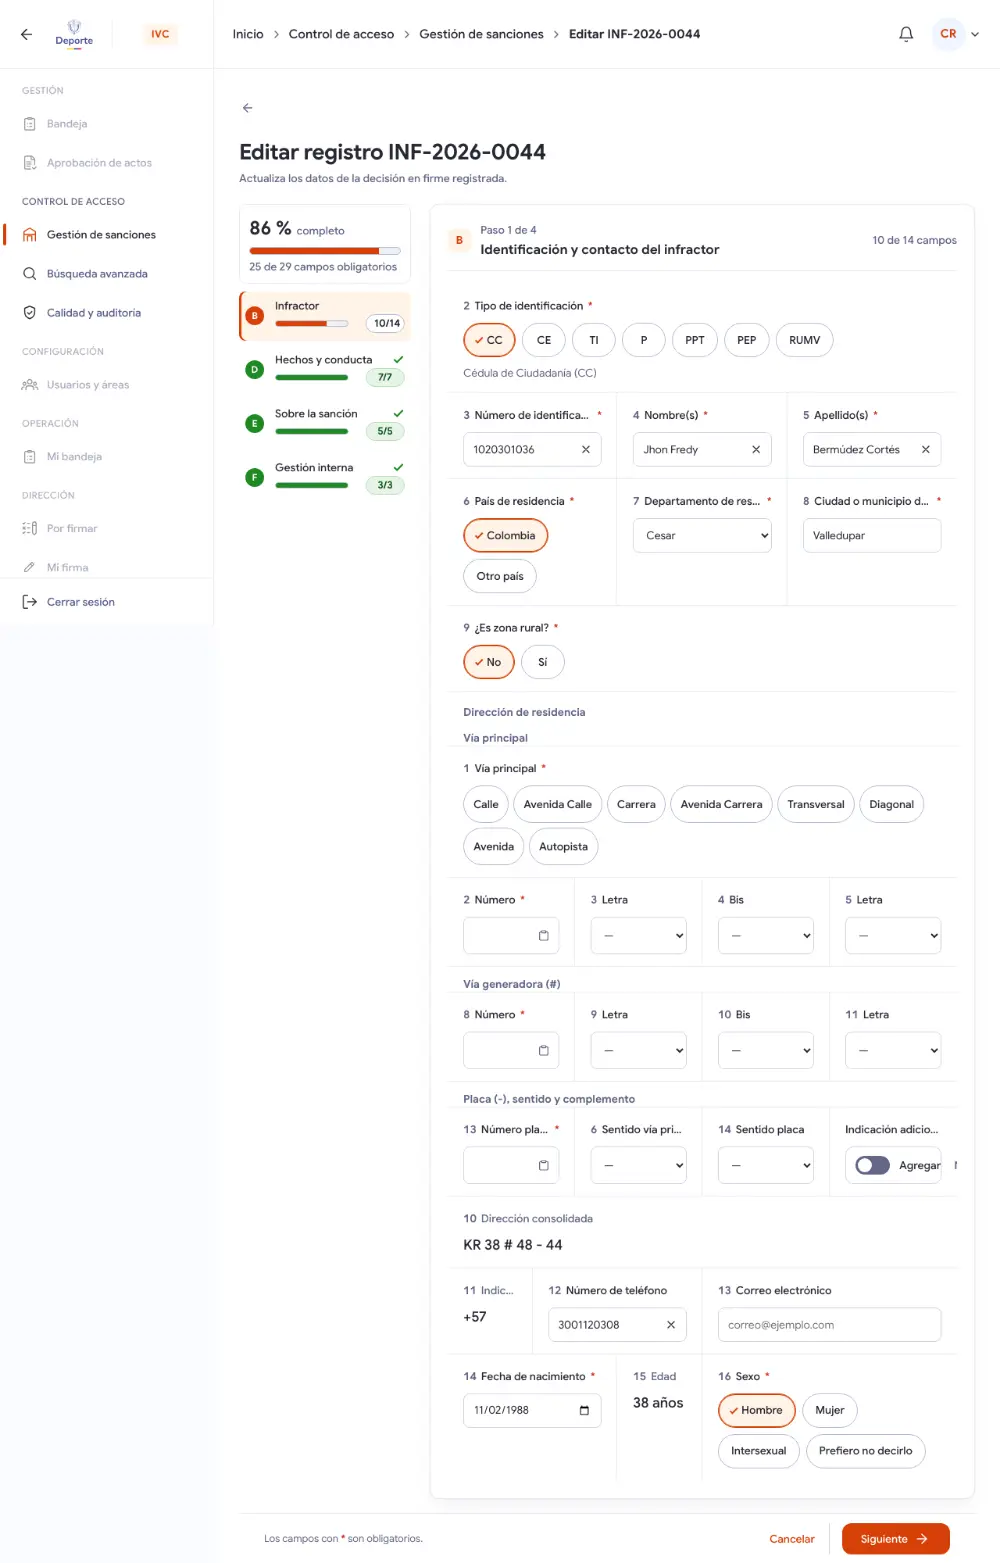 Deporte
IVC
Inicio > Control de acceso > Gestión de sanciones > Editar INF-2026-0044
CR
GESTIÓN
Bandeja
Aprobación de actos
CONTROL DE ACCESO
Gestión de sanciones
Búsqueda avanzada
Calidad y auditoría
CONFIGURACIÓN
Usuarios y áreas
OPERACIÓN
Mi bandeja
DIRECCIÓN
Por firmar
Mi firma
Cerrar sesión
Editar registro INF-2026-0044
Actualiza los datos de la decisión en firme registrada.
86 % completo
25 de 29 campos obligatorios
B Infractor 10/14
D Hechos y conducta 7/7
E Sobre la sanción 5/5
F Gestión interna 3/3
B
Paso 1 de 4
Identificación y contacto del infractor
10 de 14 campos
2 Tipo de identificación *
CC CE TI P PPT PEP RUMV
Cédula de Ciudadanía (CC)
3 Número de identifica... * 4 Nombre(s) * 5 Apellido(s) *
1020301036 Jhon Fredy Bermúdez Cortés
6 País de residencia * 7 Departamento de res... * 8 Ciudad o municipio d... *
Colombia Cesar Valledupar
Otro país
9 ¿Es zona rural? *
No Sí
Dirección de residencia
Vía principal
1 Vía principal *
Calle Avenida Calle Carrera Avenida Carrera Transversal Diagonal
Avenida Autopista
2 Número * 3 Letra 4 Bis 5 Letra
— — —
Vía generadora (#)
8 Número * 9 Letra 10 Bis 11 Letra
— — —
Placa (-), sentido y complemento
13 Número pla... * 6 Sentido vía pri... 14 Sentido placa Indicación adicio...
— — Agregar
10 Dirección consolidada
KR 38 # 48 - 44
11 Indic... 12 Número de teléfono 13 Correo electrónico
+57 3001120308 correo@ejemplo.com
14 Fecha de nacimiento * 15 Edad 16 Sexo *
11/02/1988 38 años Hombre Mujer
Intersexual Prefiero no decirlo
Los campos con * son obligatorios.
Cancelar
Siguiente →